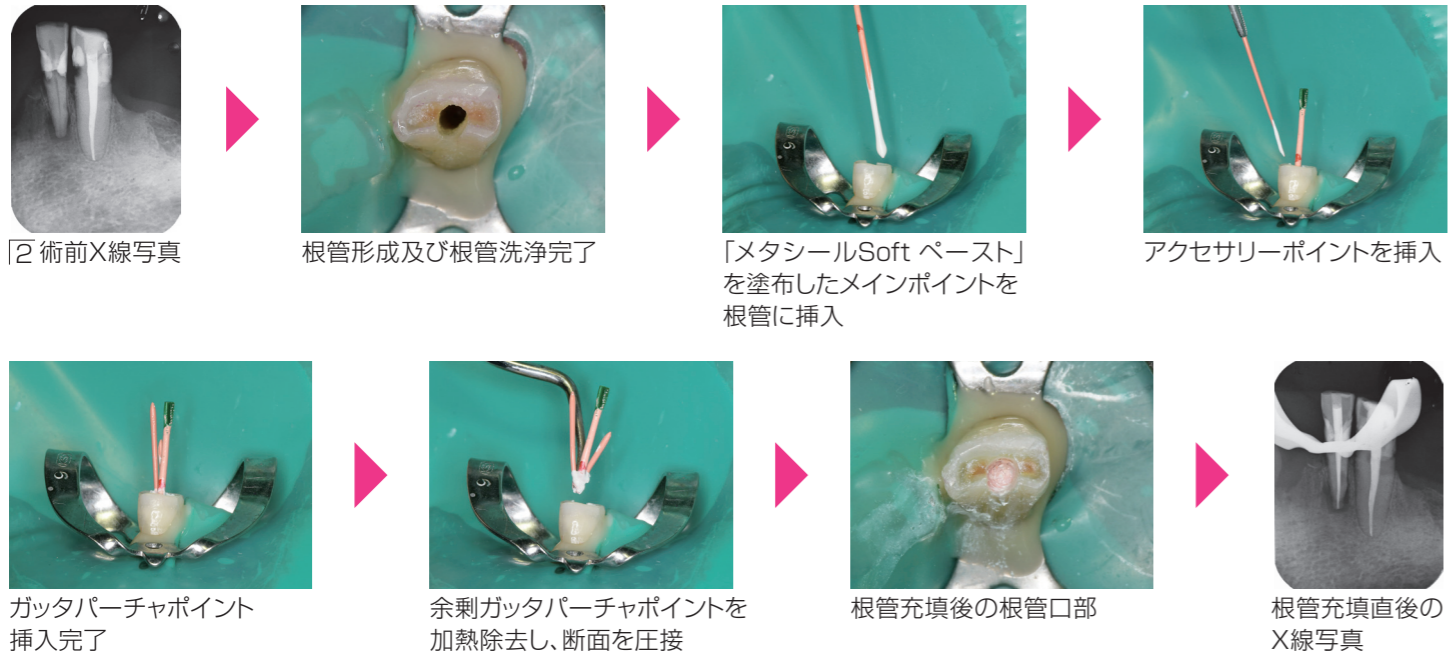 2 術前X線写真
根管形成及び根管洗浄完了
「メタシールSoft ペースト」
を塗布したメインポイントを
根管に挿入
アクセサリーポイントを挿入
ガッタパーチャポイント
挿入完了
余剰ガッタパーチャポイントを
加熱除去し、断面を圧接
根管充填後の根管口部
根管充填直後の
X線写真